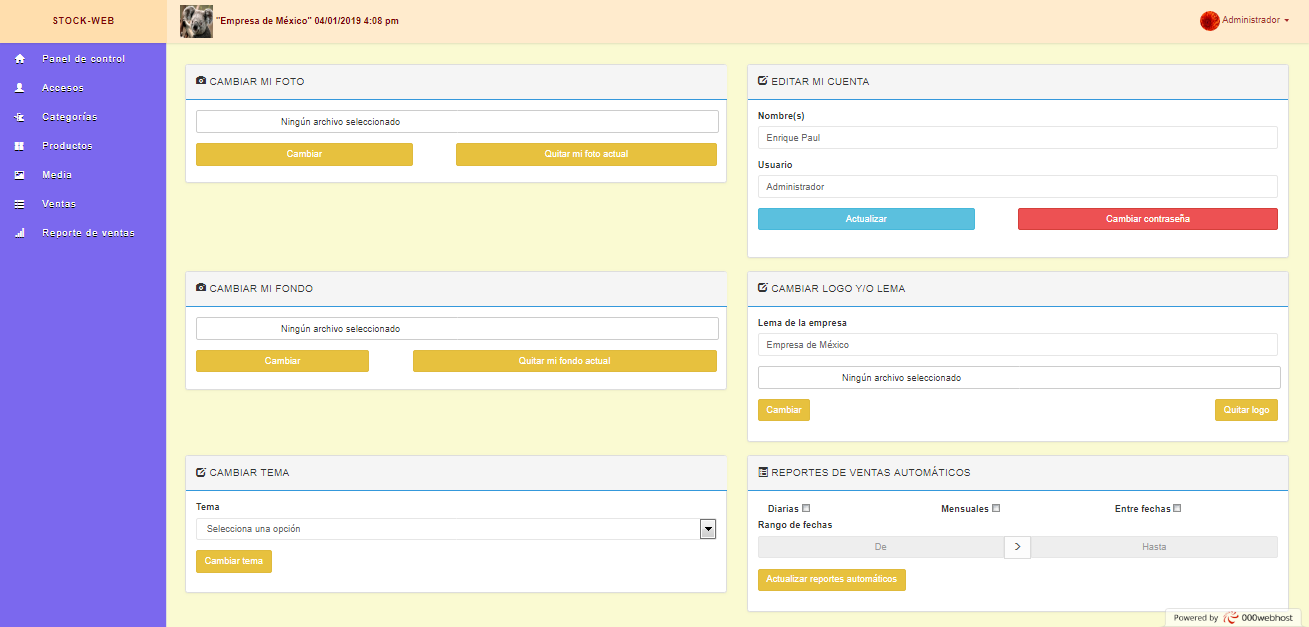 STOCK-WEB
"Empresa de México" 04/01/2019 4:08 pm
Administrador
Panel de control
Accesos
Categorías
Productos
Media
Ventas
Reporte de ventas
CAMBIAR MI FOTO
Ningún archivo seleccionado
Cambiar
Quitar mi foto actual
EDITAR MI CUENTA
Nombre(s)
Enrique Paul
Usuario
Administrador
Actualizar
Cambiar contraseña
CAMBIAR MI FONDO
Ningún archivo seleccionado
Cambiar
Quitar mi fondo actual
CAMBIAR LOGO Y/O LEMA
Lema de la empresa
Empresa de México
Ningún archivo seleccionado
Cambiar
Quitar logo
CAMBIAR TEMA
Tema
Selecciona una opción
Cambiar tema
REPORTES DE VENTAS AUTOMÁTICOS
Diarias
Mensuales
Entre fechas
Rango de fechas
De
>
Hasta
Actualizar reportes automáticos
Powered by 000webhost